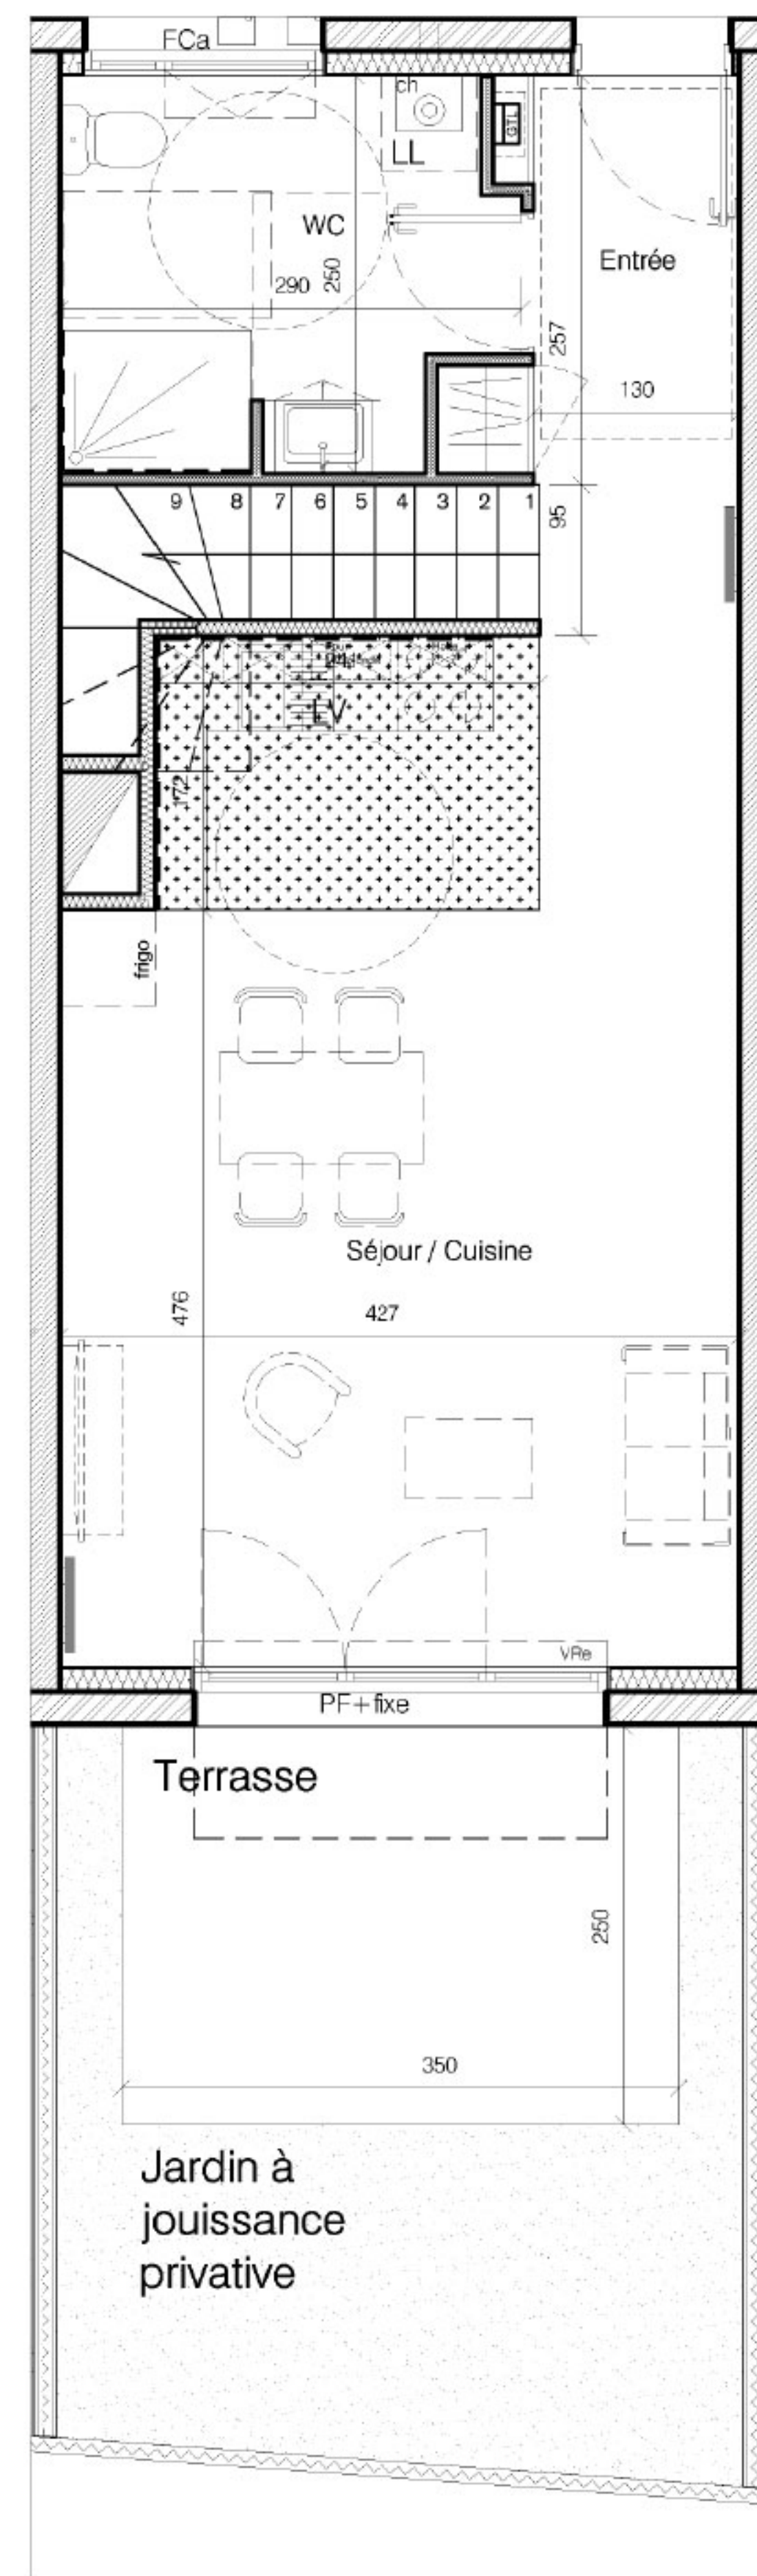 FCa
ch
GTL
LL
WC
Entrée
290
250
257
130
9 8 7 6 5 4 3 2 1
95
LV
172
frigo
Séjour / Cuisine
476
427
VRe
PF+fixe
Terrasse
250
350
Jardin à
jouissance
privative